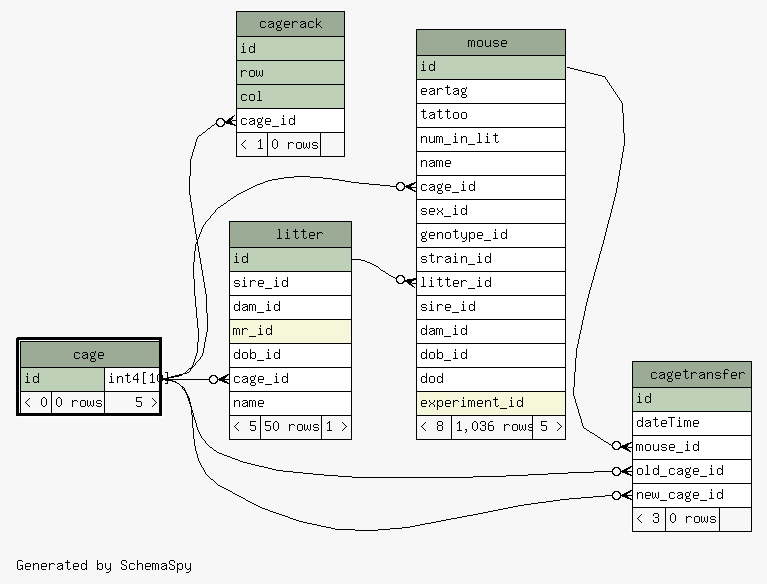 cagerack
id
row
col
cage_id
< 1 0 rows
mouse
id
eartag
tattoo
num_in_lit
name
cage_id
sex_id
genotype_id
strain_id
litter_id
sire_id
dam_id
dob_id
dod
experiment_id
< 8 1,036 rows 5 >
litter
id
sire_id
dam_id
mr_id
dob_id
cage_id
name
< 5 50 rows 1 >
cage
id int4[10]
< 0 0 rows 5 >
cagetransfer
id
dateTime
mouse_id
old_cage_id
new_cage_id
< 3 0 rows
Generated by SchemaSpy